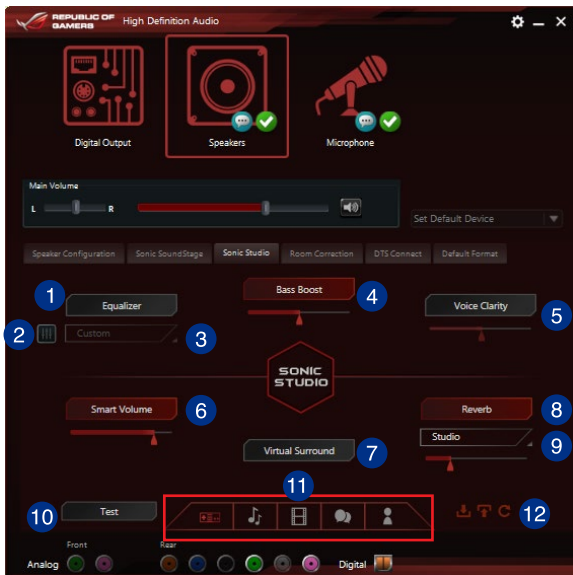 REPUBLIC OF
GAMERS
High Definition Audio
Digital Output
Speakers
Microphone
Main Volume
L
R
Set Default Device
Speaker Configuration
Sonic SoundStage
Sonic Studio
Room Correction
DTS Connect
Default Format
1
Equalizer
Bass Boost
4
Voice Clarity
5
2
Custom
3
SONIC
STUDIO
Smart Volume
6
Reverb
8
Virtual Surround
7
Studio
9
11
10
Test
12
Front
Rear
Analog
Digital